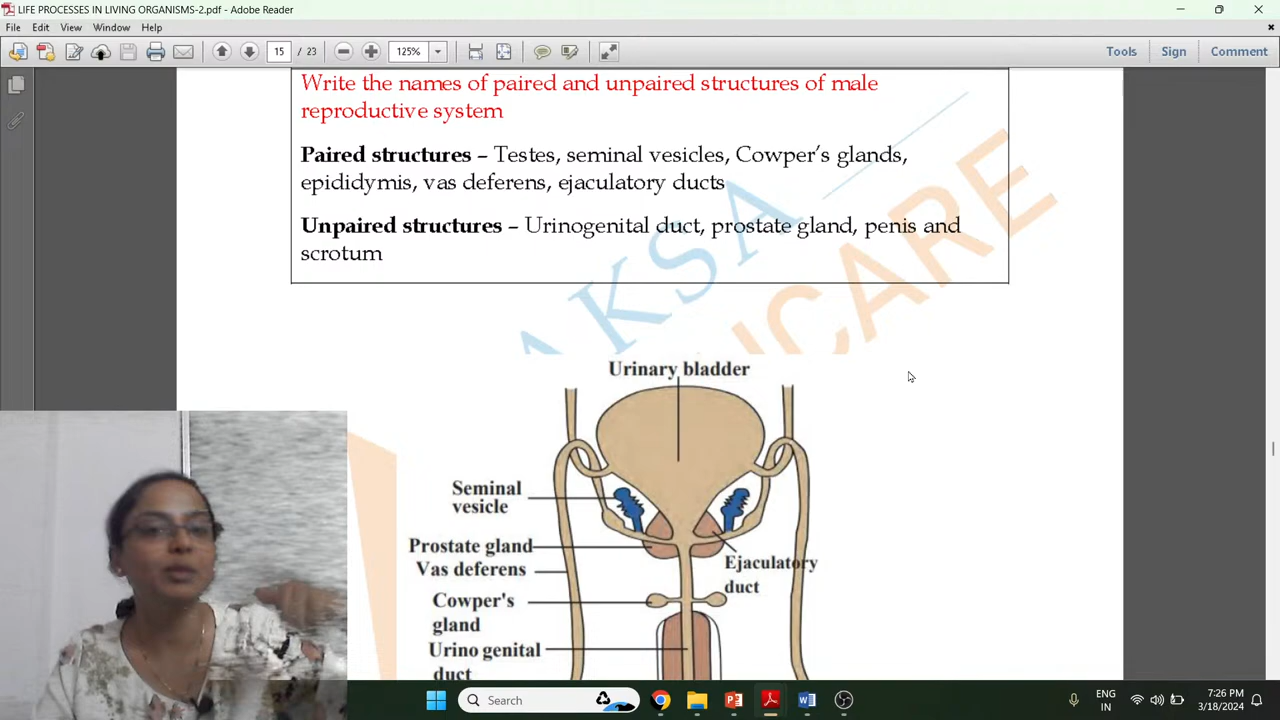 LIFE PROCESSES IN LIVING ORGANISMS-2.pdf - Adobe Reader
File Edit View Window Help
15 / 23 125% Tools Sign Comment
Write the names of paired and unpaired structures of male
reproductive system
Paired structures – Testes, seminal vesicles, Cowper's glands,
epididymis, vas deferens, ejaculatory ducts
Unpaired structures – Urinogenital duct, prostate gland, penis and
scrotum
AKSA
CARE
Urinary bladder
Seminal
vesicle
Prostate gland
Ejaculatory
duct
Vas deferens
Cowper's
gland
Urino genital
duct
Search
ENG
IN
7:26 PM
3/18/2024